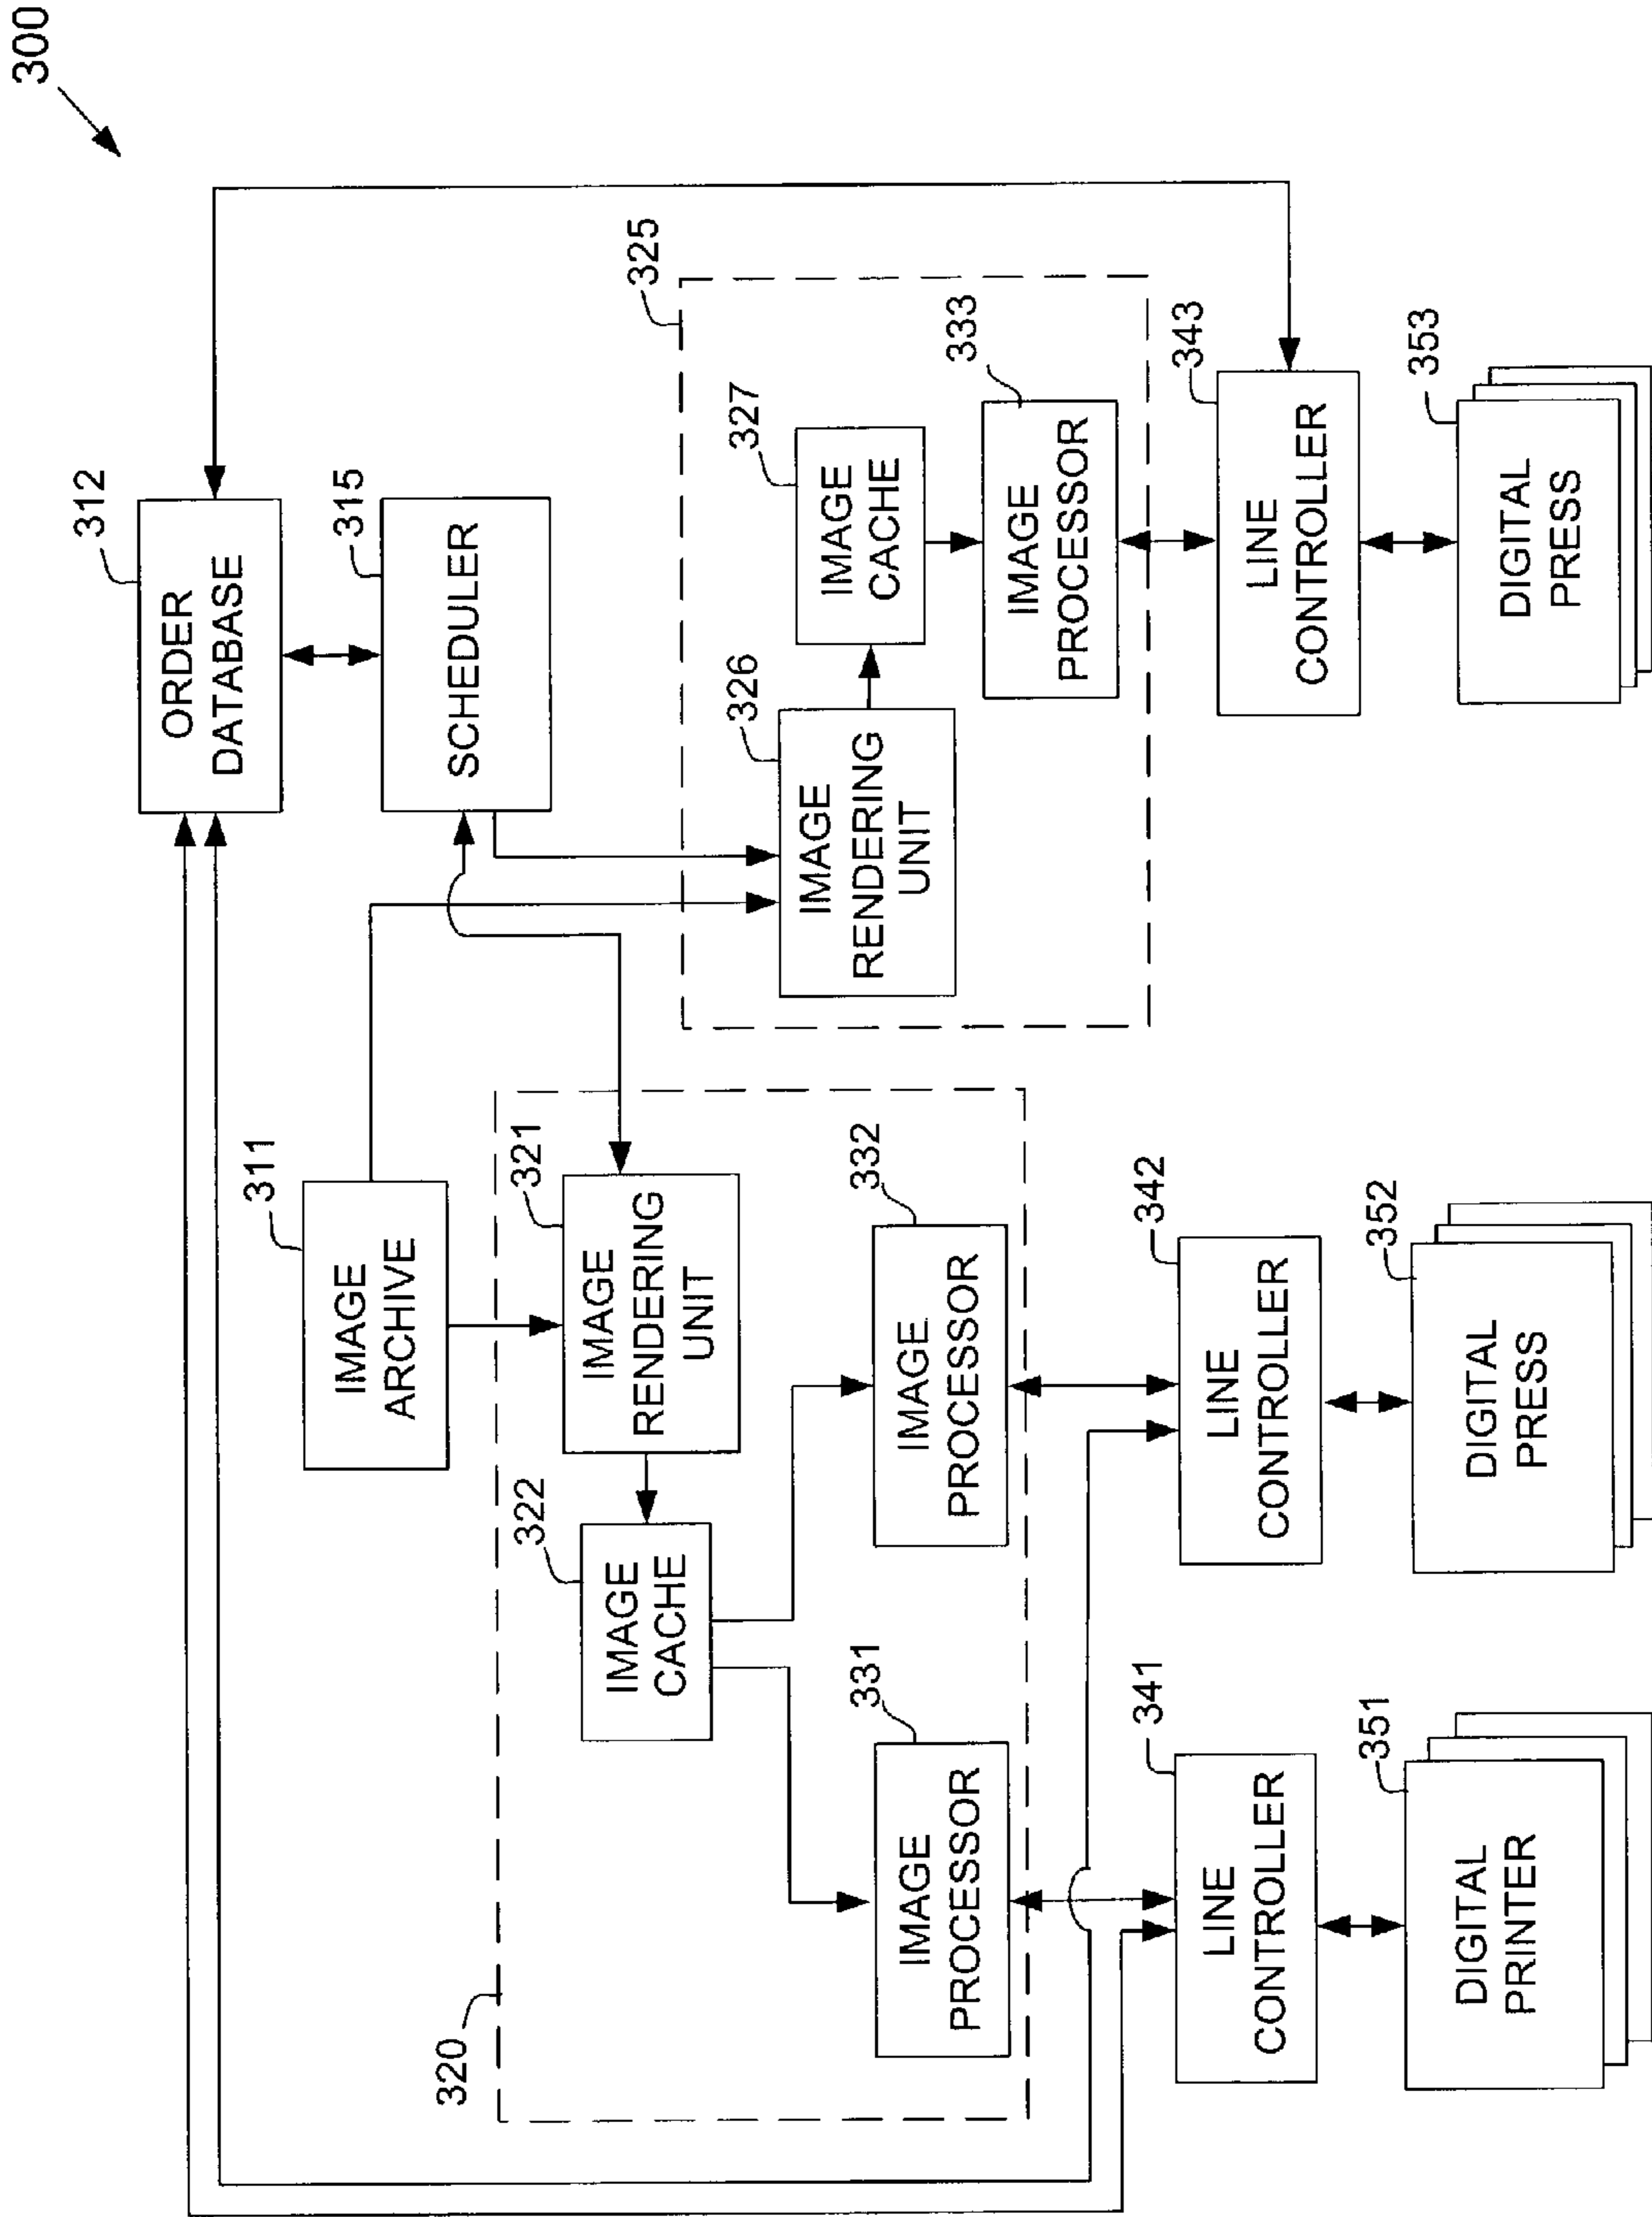 300
312
ORDER
DATABASE
315
SCHEDULER
311
IMAGE
ARCHIVE
325
320
321
IMAGE
RENDERING
UNIT
322
IMAGE
CACHE
326
IMAGE
RENDERING
UNIT
327
IMAGE
CACHE
331
IMAGE
PROCESSOR
332
IMAGE
PROCESSOR
333
IMAGE
PROCESSOR
341
LINE
CONTROLLER
342
LINE
CONTROLLER
343
LINE
CONTROLLER
351
DIGITAL
PRINTER
352
DIGITAL
PRESS
353
DIGITAL
PRESS